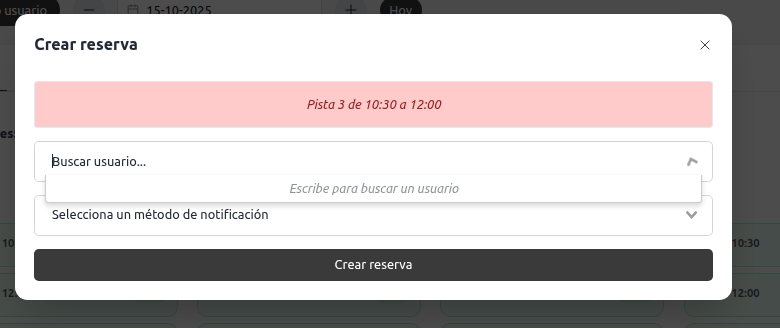 usuario
15-10-2025
Hoy
Crear reserva
Pista 3 de 10:30 a 12:00
Buscar usuario...
Escribe para buscar un usuario
Selecciona un método de notificación
10:30
Crear reserva
12:00